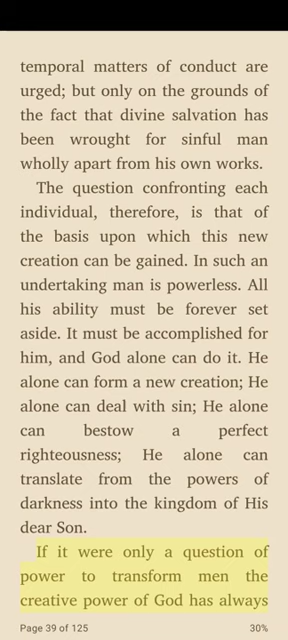 temporal matters of conduct are
urged; but only on the grounds of
the fact that divine salvation has
been wrought for sinful man
wholly apart from his own works.
The question confronting each
individual, therefore, is that of
the basis upon which this new
creation can be gained. In such an
undertaking man is powerless. All
his ability must be forever set
aside. It must be accomplished for
him, and God alone can do it. He
alone can form a new creation; He
alone can deal with sin; He alone
can bestow a perfect
righteousness; He alone can
translate from the powers of
darkness into the kingdom of His
dear Son.
If it were only a question of
power to transform men the
creative power of God has always
Page 39 of 125 30%